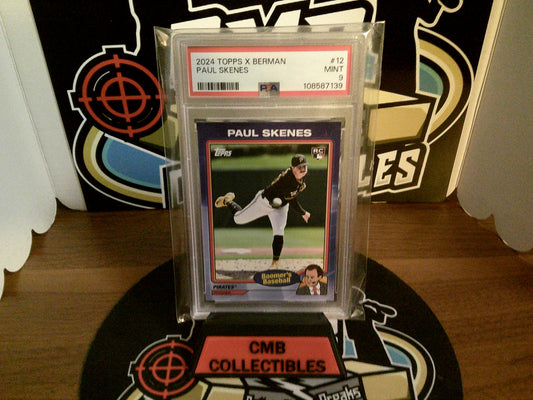 2024 TOPPS X BERMAN #12
PAUL SKENES MINT
9
PSA 108587139
PAUL SKENES
Topps RC
Boomer's
Baseball
PIRATES
CMB
COLLECTIBLES
Breaks